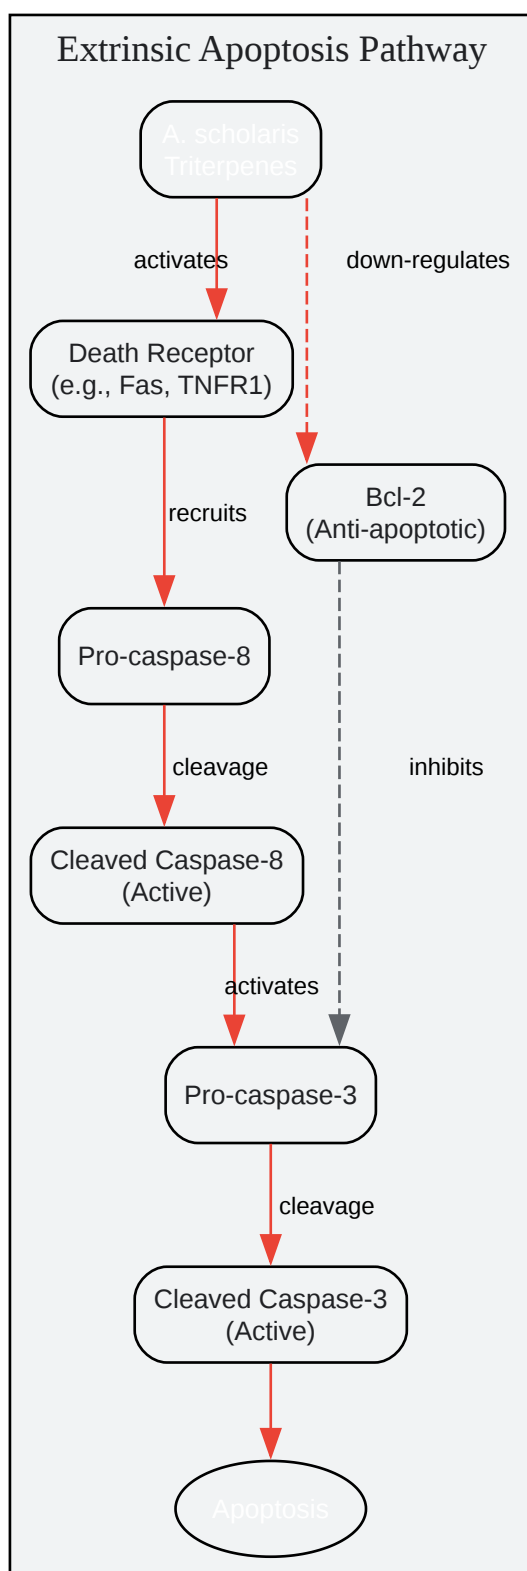 Extrinsic Apoptosis Pathway
A. scholaris
Triterpenes
activates
down-regulates
Death Receptor
(e.g., Fas, TNFR1)
Bcl-2
(Anti-apoptotic)
recruits
Pro-caspase-8
cleavage
inhibits
Cleaved Caspase-8
(Active)
activates
Pro-caspase-3
cleavage
Cleaved Caspase-3
(Active)
Apoptosis